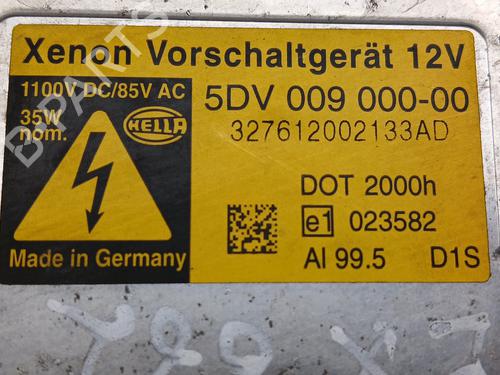 Xenon Vorschaltgerät 12V
1100V DC/85V AC
35W
nom.
HELLA
Made in Germany
5DV 009 000-00
327612002133AD
DOT 2000h
e1 023582
Al 99.5 D1S
B-PARTS